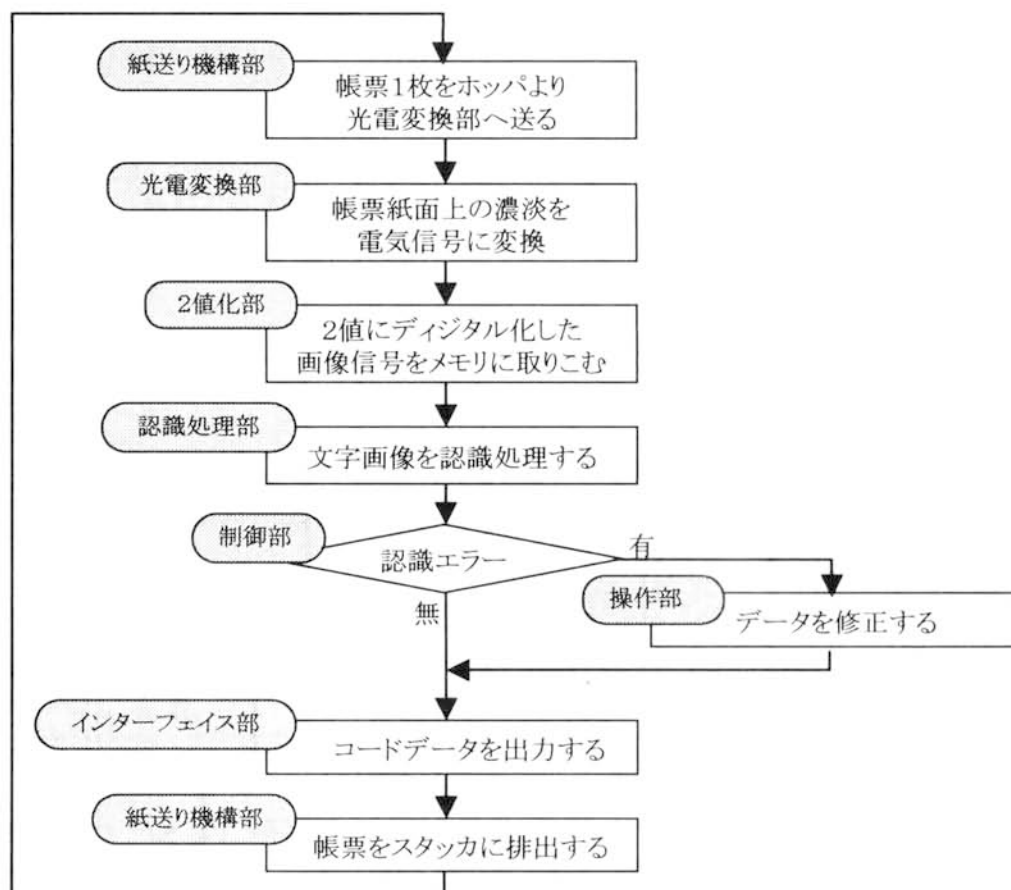 紙送り機構部
帳票1枚をホッパより
光電変換部へ送る
光電変換部
帳票紙面上の濃淡を
電気信号に変換
2値化部
2値にディジタル化した
画像信号をメモリに取りこむ
認識処理部
文字画像を認識処理する
制御部
認識エラー
有
無
操作部
データを修正する
インターフェイス部
コードデータを出力する
紙送り機構部
帳票をスタッカに排出する